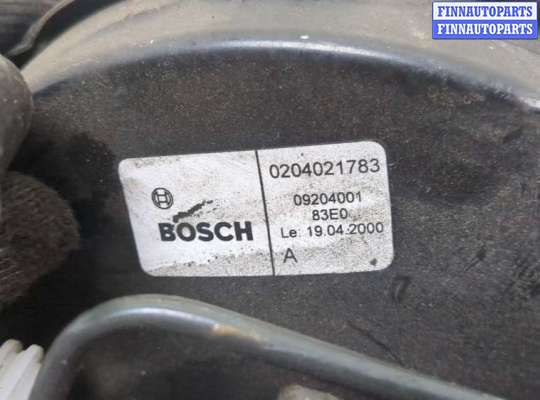 FINNAUTOPARTS
FINNAUTOPARTS
BOSCH
0204021783
09204001
83E0
Le: 19.04.2000
A